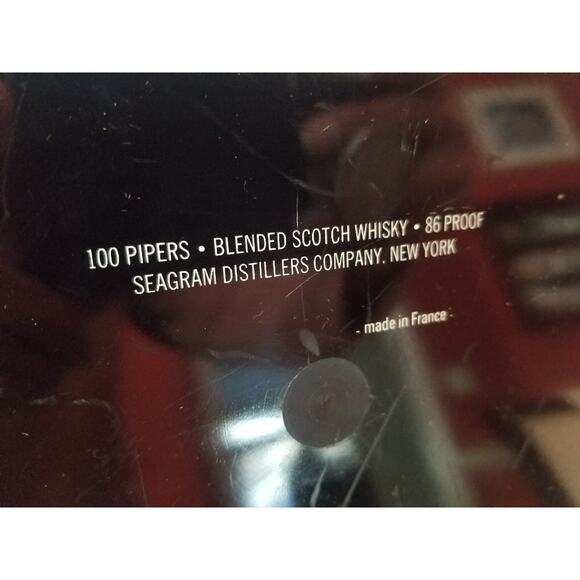 100 PIPERS • BLENDED SCOTCH WHISKY • 86 PROOF
SEAGRAM DISTILLERS COMPANY. NEW YORK
- made in France -